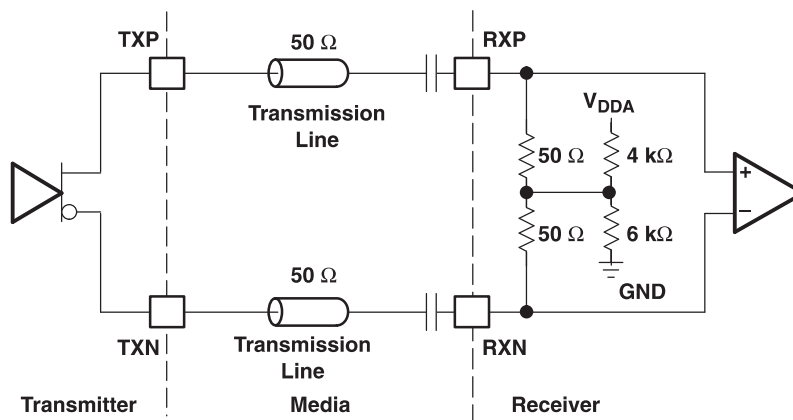 TXP
50 Ω
RXP
Transmission
Line
VDDA
50 Ω
4 kΩ
+
50 Ω
6 kΩ
−
GND
50 Ω
TXN
Transmission
Line
RXN
Transmitter
Media
Receiver